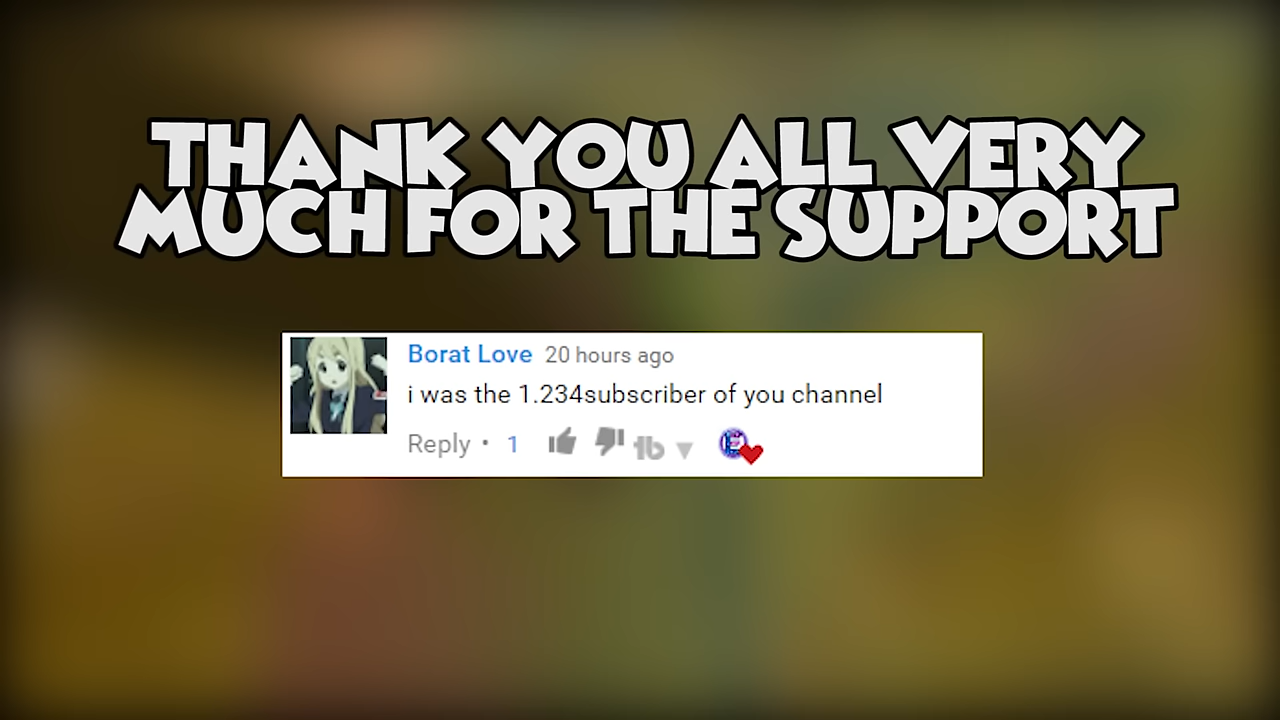 THANK YOU ALL VERY
MUCH FOR THE SUPPORT
Borat Love 20 hours ago
i was the 1.234subscriber of you channel
Reply • 1